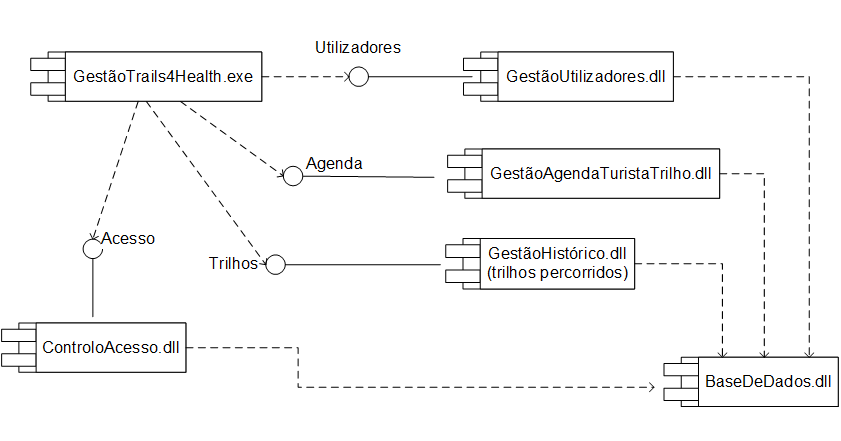 Utilizadores
GestãoTrails4Health.exe
GestãoUtilizadores.dll
Agenda
GestãoAgendaTuristaTrilho.dll
Acesso
Trilhos
GestãoHistórico.dll
(trilhos percorridos)
ControloAcesso.dll
BaseDeDados.dll